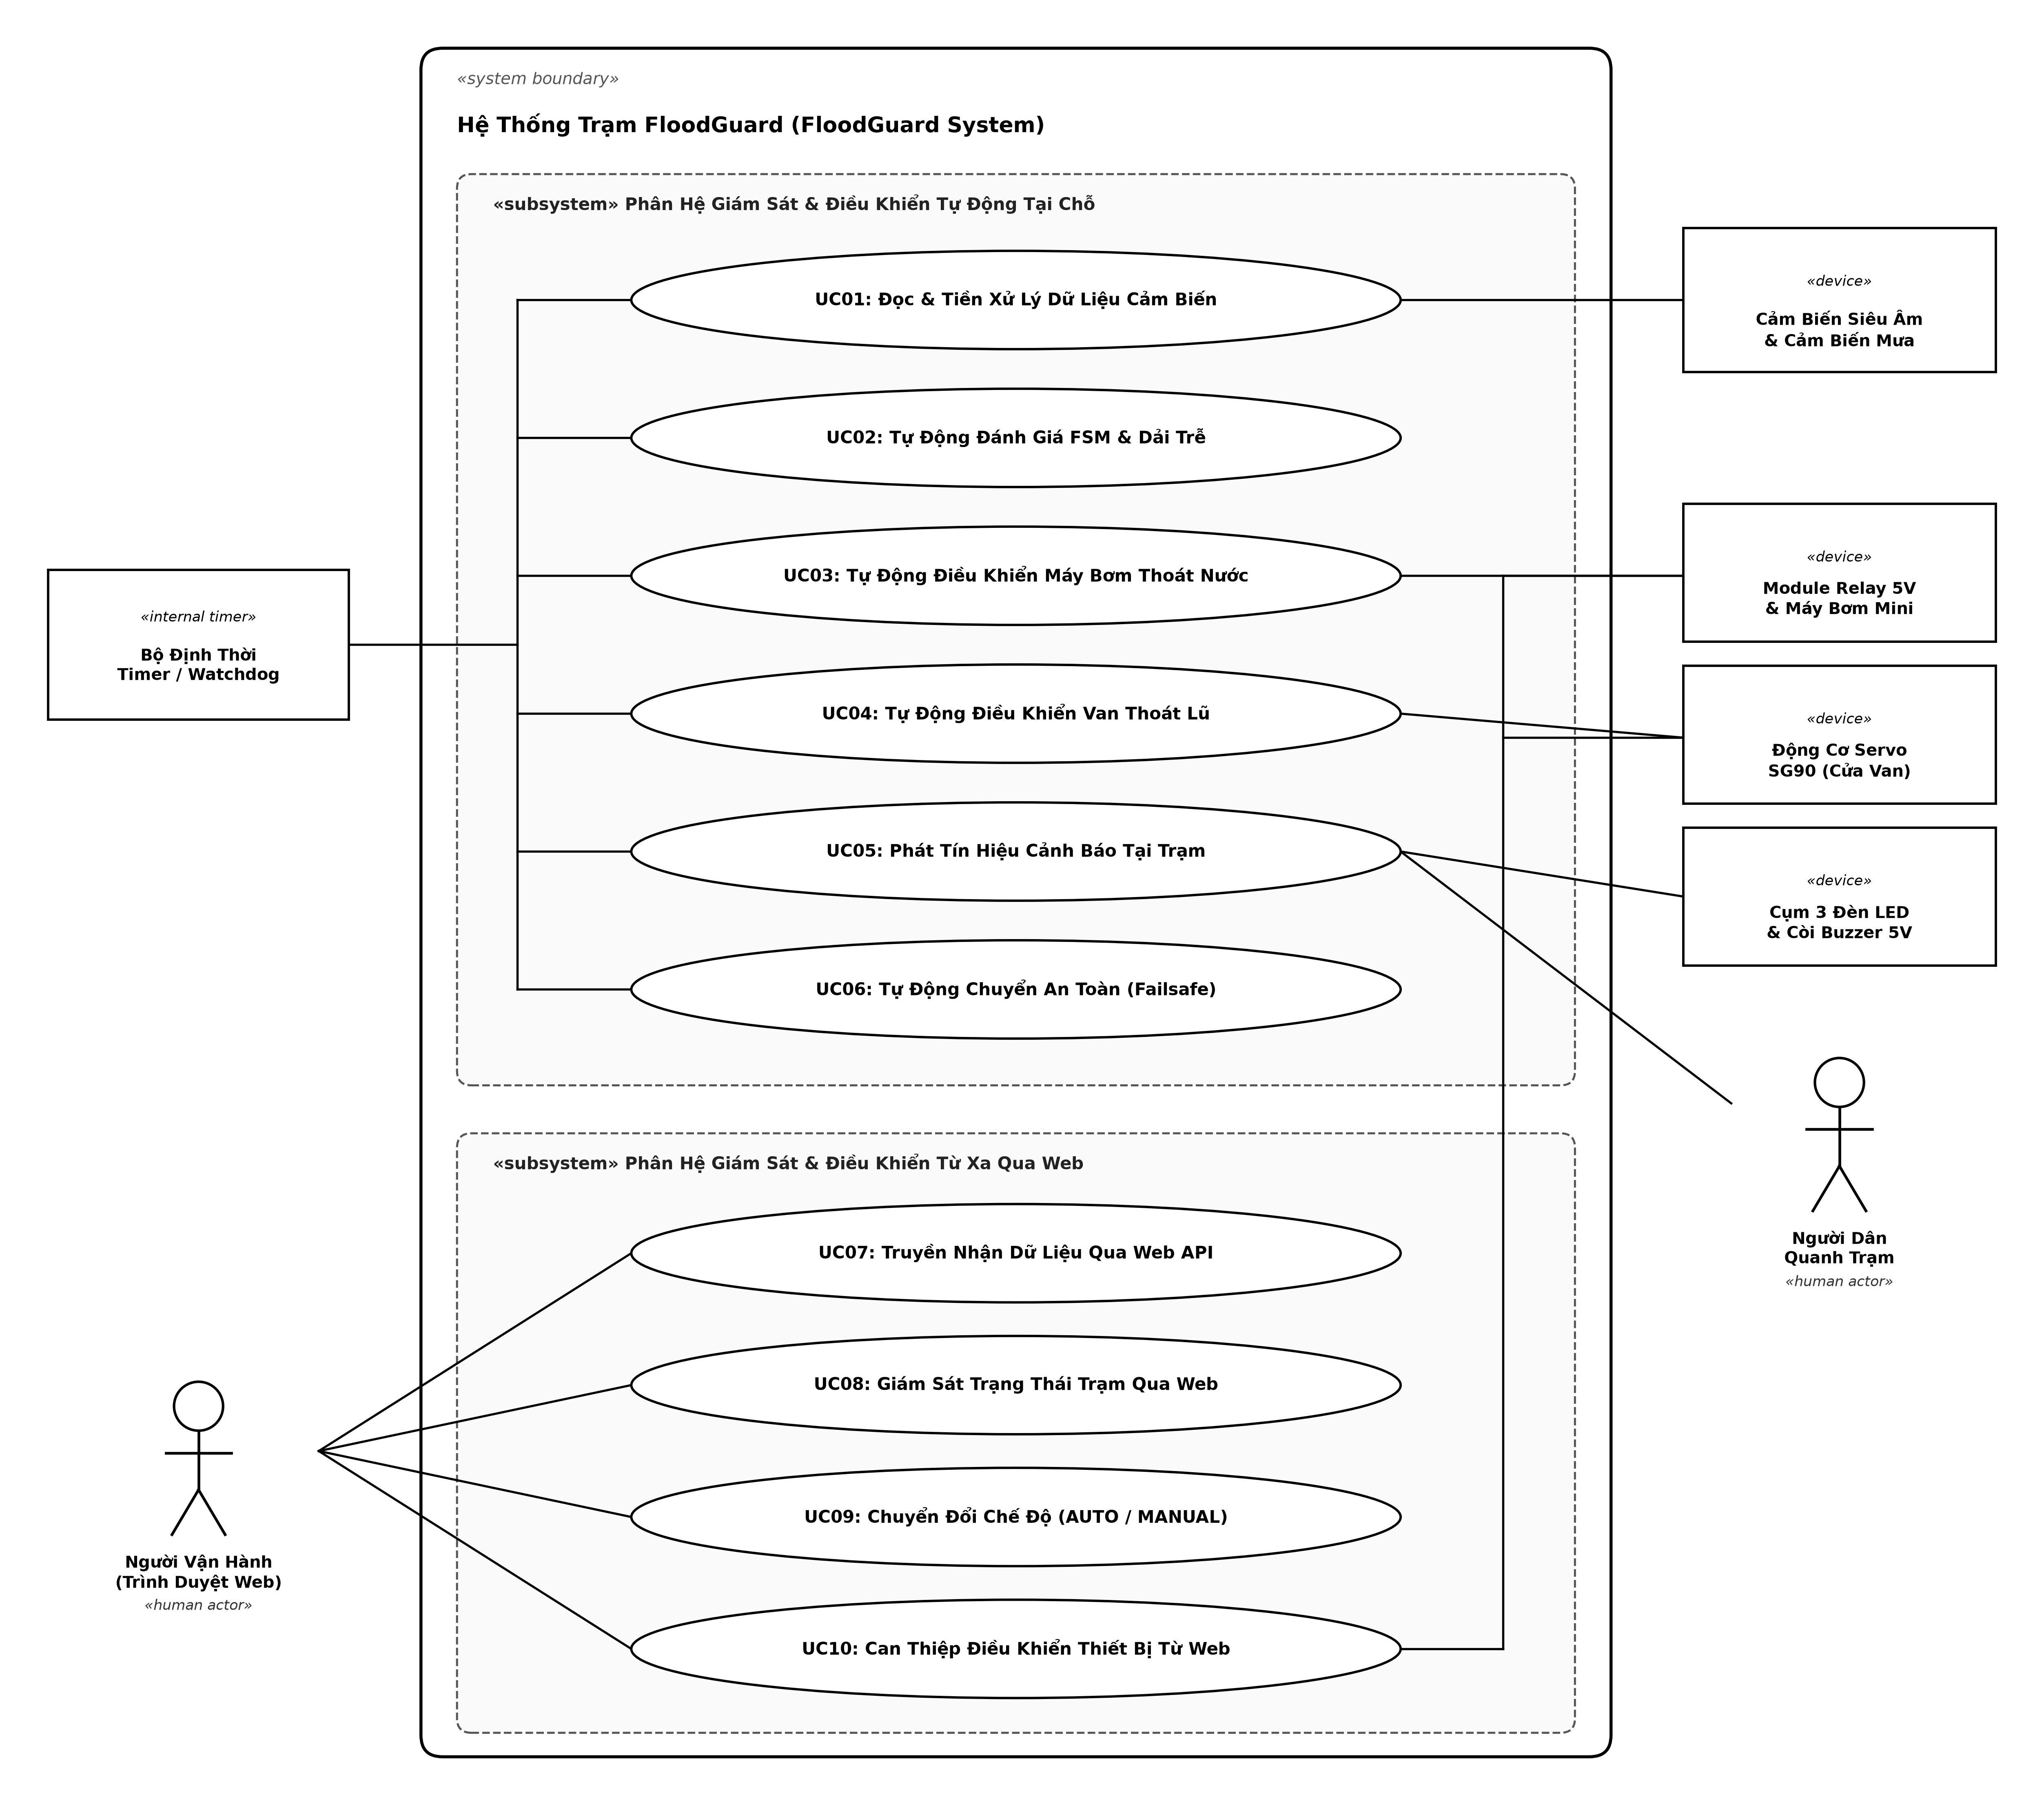 «system boundary»
Hệ Thống Trạm FloodGuard (FloodGuard System)
«subsystem» Phân Hệ Giám Sát & Điều Khiển Tự Động Tại Chỗ
UC01: Đọc & Tiền Xử Lý Dữ Liệu Cảm Biến
UC02: Tự Động Đánh Giá FSM & Dải Trễ
UC03: Tự Động Điều Khiển Máy Bơm Thoát Nước
UC04: Tự Động Điều Khiển Van Thoát Lũ
UC05: Phát Tín Hiệu Cảnh Báo Tại Trạm
UC06: Tự Động Chuyển An Toàn (Failsafe)
«internal timer»
Bộ Định Thời
Timer / Watchdog
«device»
Cảm Biến Siêu Âm
& Cảm Biến Mưa
«device»
Module Relay 5V
& Máy Bơm Mini
«device»
Động Cơ Servo
SG90 (Cửa Van)
«device»
Cụm 3 Đèn LED
& Còi Buzzer 5V
Người Dân
Quanh Trạm
«human actor»
«subsystem» Phân Hệ Giám Sát & Điều Khiển Từ Xa Qua Web
UC07: Truyền Nhận Dữ Liệu Qua Web API
UC08: Giám Sát Trạng Thái Trạm Qua Web
UC09: Chuyển Đổi Chế Độ (AUTO / MANUAL)
UC10: Can Thiệp Điều Khiển Thiết Bị Từ Web
Người Vận Hành
(Trình Duyệt Web)
«human actor»